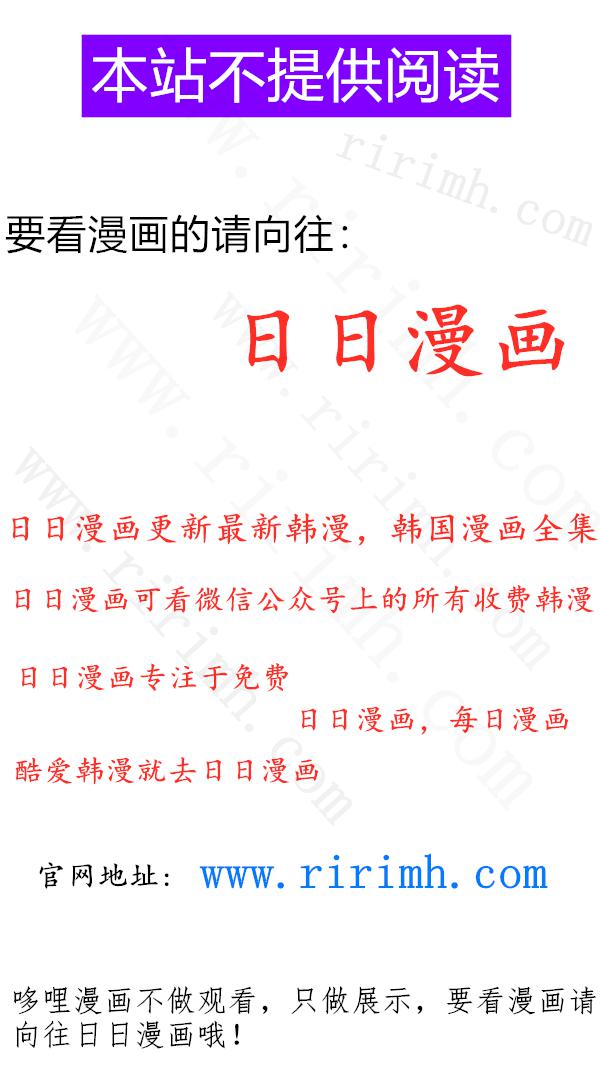 本站不提供阅读
ririmh.com
要看漫画的请向往：
日日漫画
www.ririmh.com
www.ririmh.com
www.ririmh.com
www.ririmh.com
日日漫画更新最新韩漫，韩国漫画全集
日日漫画可看微信公众号上的所有收费韩漫
日日漫画专注于免费
日日漫画，每日漫画
酷爱韩漫就去日日漫画
官网地址： www.ririmh.com
哆哩漫画不做观看，只做展示，要看漫画请
向往日日漫画哦！